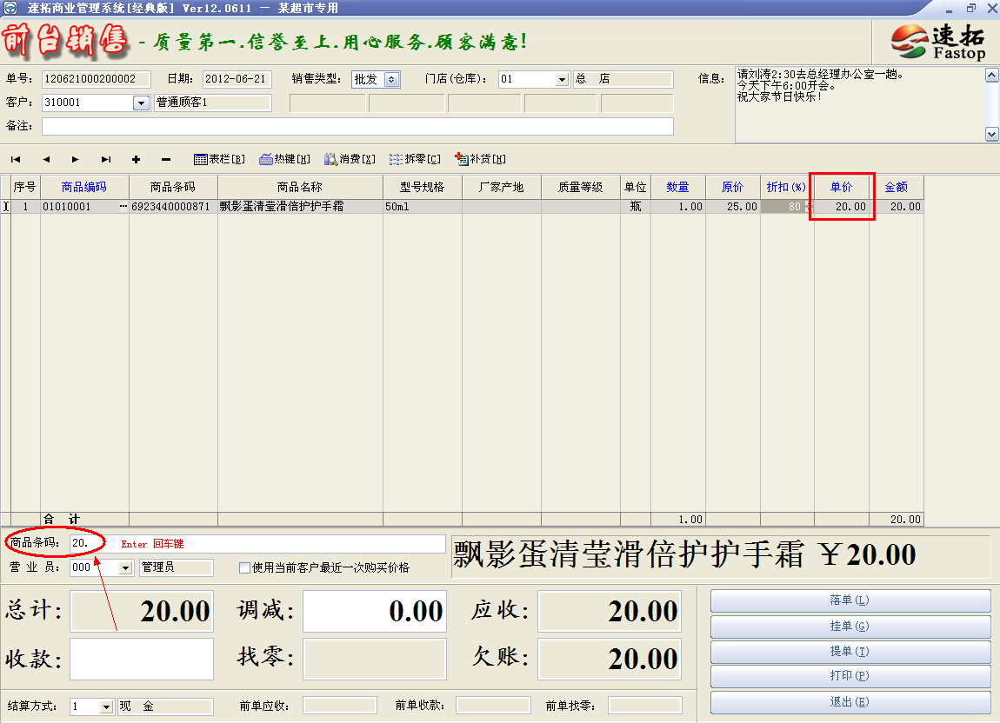 速拓商业管理系统[经典版] Ver12.0611 — 某超市专用
前台销售 - 质量第一.信誉至上.用心服务.顾客满意!
速拓 Fastop
单号: 120621000200002 日期: 2012-06-21 销售类型: 批发 门店(仓库): 01 总 店 信息:
请刘涛2:30去总经理办公室一趟。
今天下午6:00开会。
祝大家节日快乐!
客户: 310001 普通顾客1
备注:
表栏[B] 热键[H] 消费[X] 拆零[C] 补货[M]
序号 商品编码 商品条码 商品名称 型号规格 厂家产地 质量等级 单位 数量 原价 折扣(%) 单价 金额
1 01010001 6923440000871 飘影蛋清莹滑倍护护手霜 50ml 瓶 1.00 25.00 80 20.00 20.00
合 计 1.00 20.00
商品条码: 20. Enter 回车键
飘影蛋清莹滑倍护护手霜 ￥20.00
营 业 员: 000 管理员 使用当前客户最近一次购买价格
总计: 20.00 调减: 0.00 应收: 20.00
收款: 找零: 欠账: 20.00
结算方式: 1 现 金 前单应收: 前单收款: 前单找零:
落单(L)
挂单(G)
提单(T)
打印(P)
退出(E)